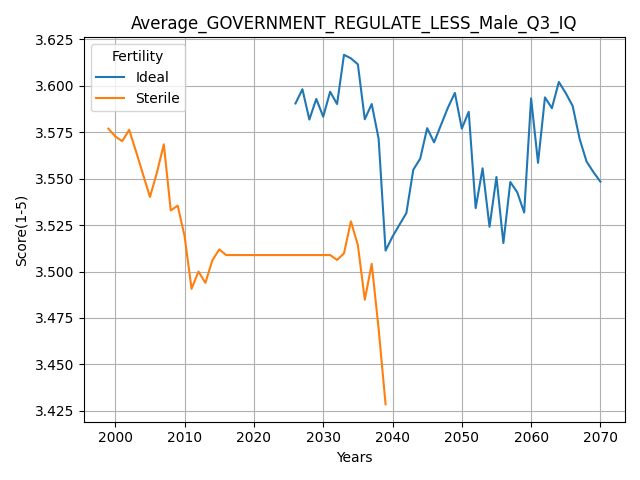 Average_GOVERNMENT_REGULATE_LESS_Male_Q3_IQ
Fertility
Ideal
Sterile
Score(1-5)
3.625
3.600
3.575
3.550
3.525
3.500
3.475
3.450
3.425
2000 2010 2020 2030 2040 2050 2060 2070
Years